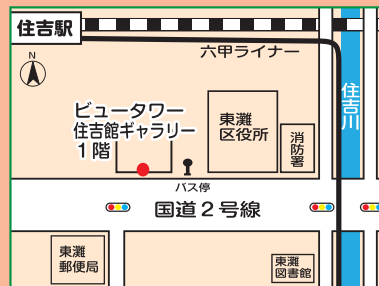 住吉駅
六甲ライナー
N
住吉川
ビュータワー
住吉館ギャラリー
1階
東灘
区役所
消防署
バス停
国道2号線
東灘
郵便局
東灘
図書館